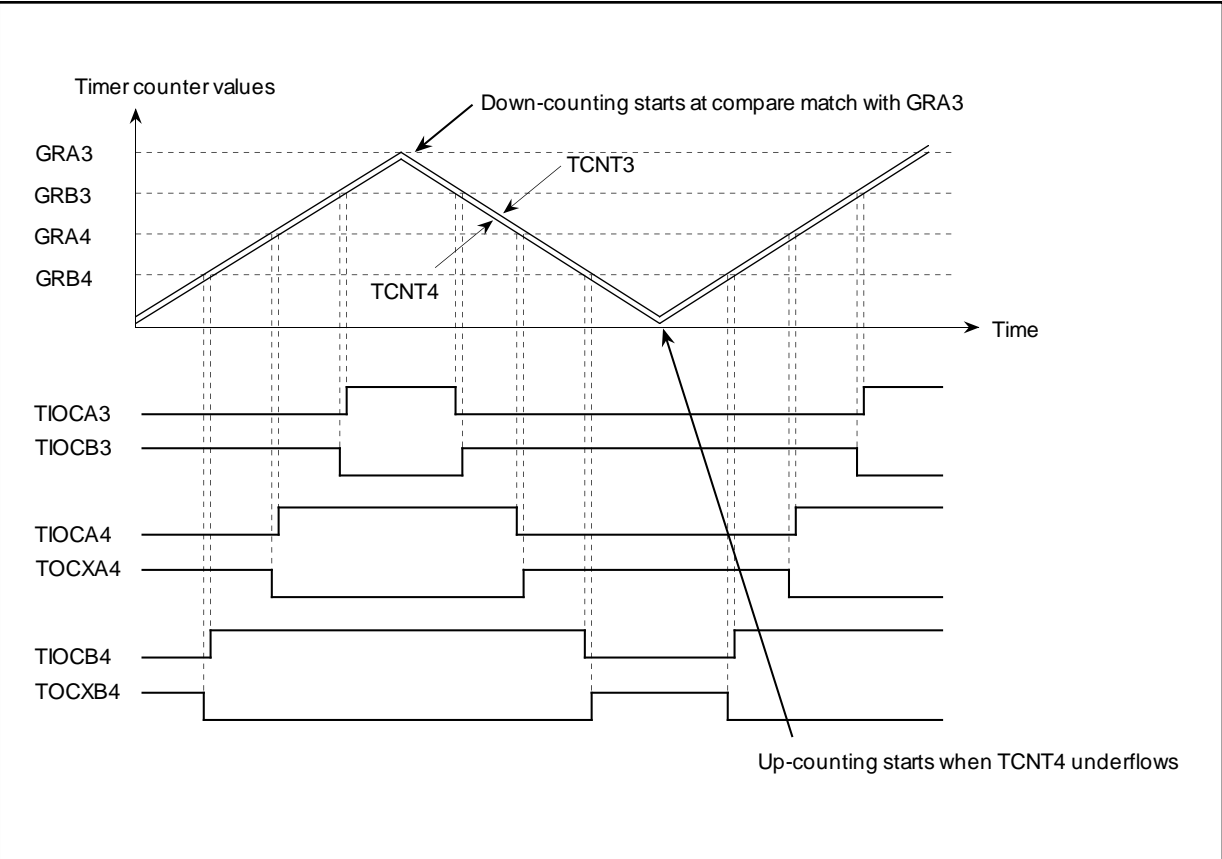 Timer counter values
Down-counting starts at compare match with GRA3
GRA3
TCNT3
GRB3
GRA4
GRB4
TCNT4
Time
TIOCA3
TIOCB3
TIOCA4
TOCXA4
TIOCB4
TOCXB4
Up-counting starts when TCNT4 underflows